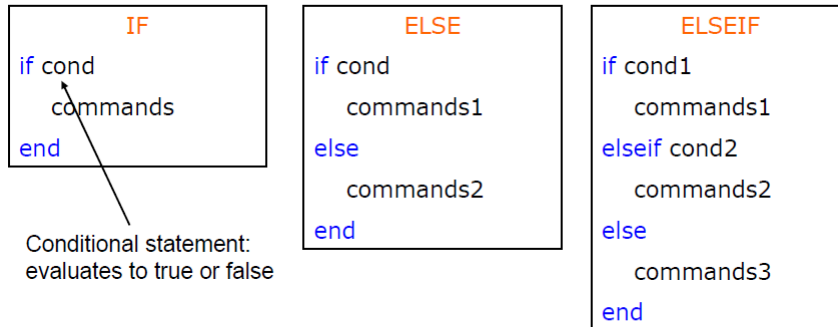 IF
if cond
commands
end
Conditional statement:
evaluates to true or false
ELSE
if cond
commands1
else
commands2
end
ELSEIF
if cond1
commands1
elseif cond2
commands2
else
commands3
end